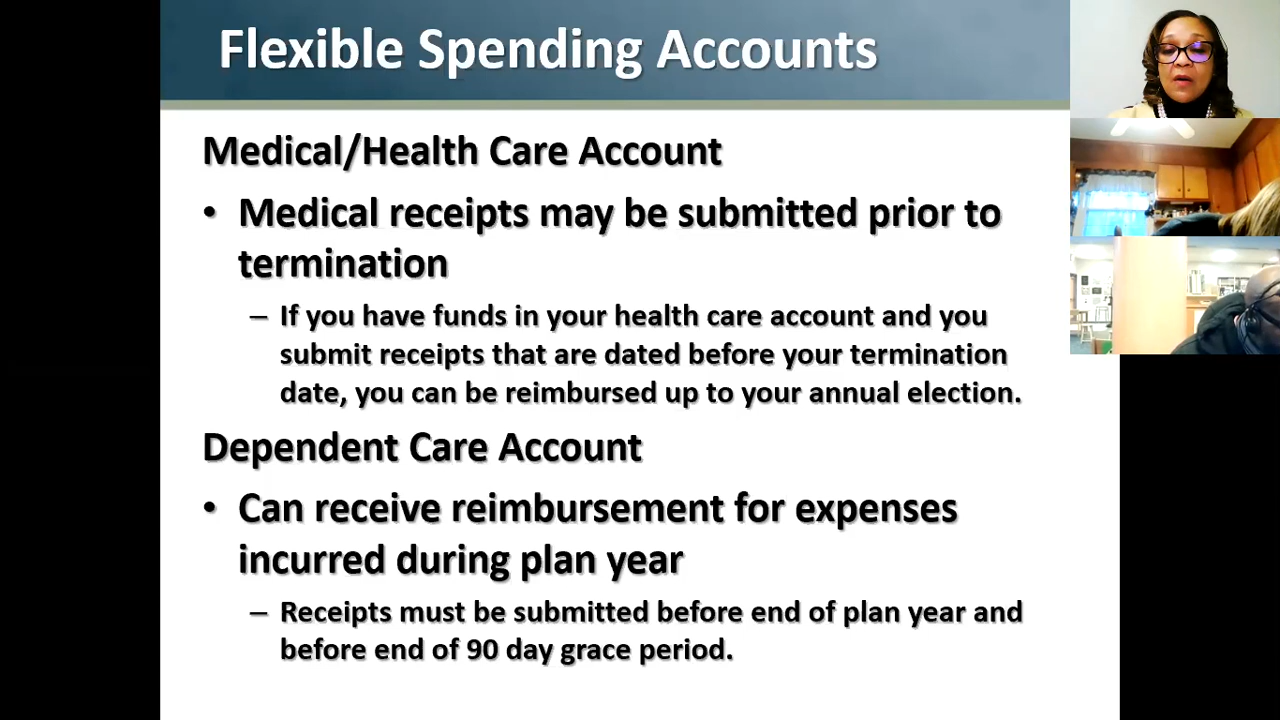 Flexible Spending Accounts
Medical/Health Care Account
• Medical receipts may be submitted prior to
termination
– If you have funds in your health care account and you
submit receipts that are dated before your termination
date, you can be reimbursed up to your annual election.
Dependent Care Account
• Can receive reimbursement for expenses
incurred during plan year
– Receipts must be submitted before end of plan year and
before end of 90 day grace period.